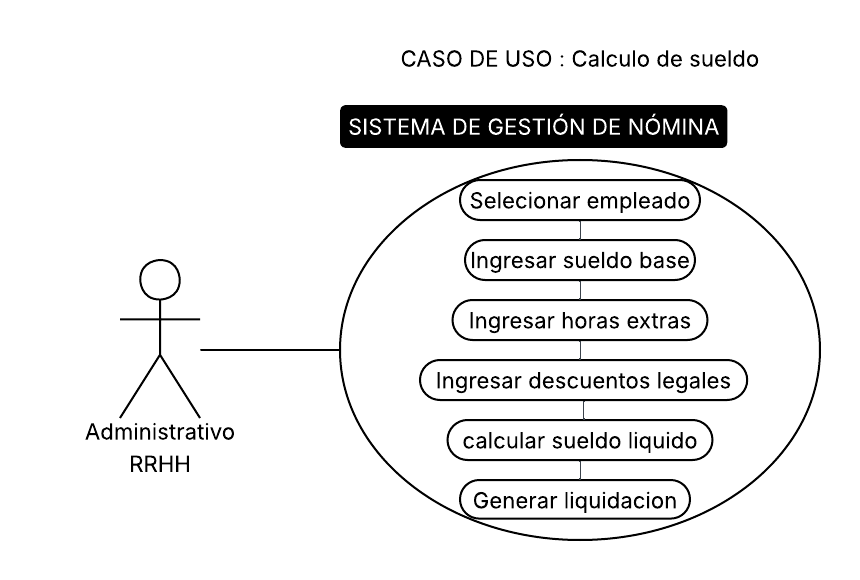 CASO DE USO : Calculo de sueldo
SISTEMA DE GESTIÓN DE NÓMINA
Selecionar empleado
Ingresar sueldo base
Ingresar horas extras
Ingresar descuentos legales
calcular sueldo liquido
Generar liquidacion
Administrativo
RRHH